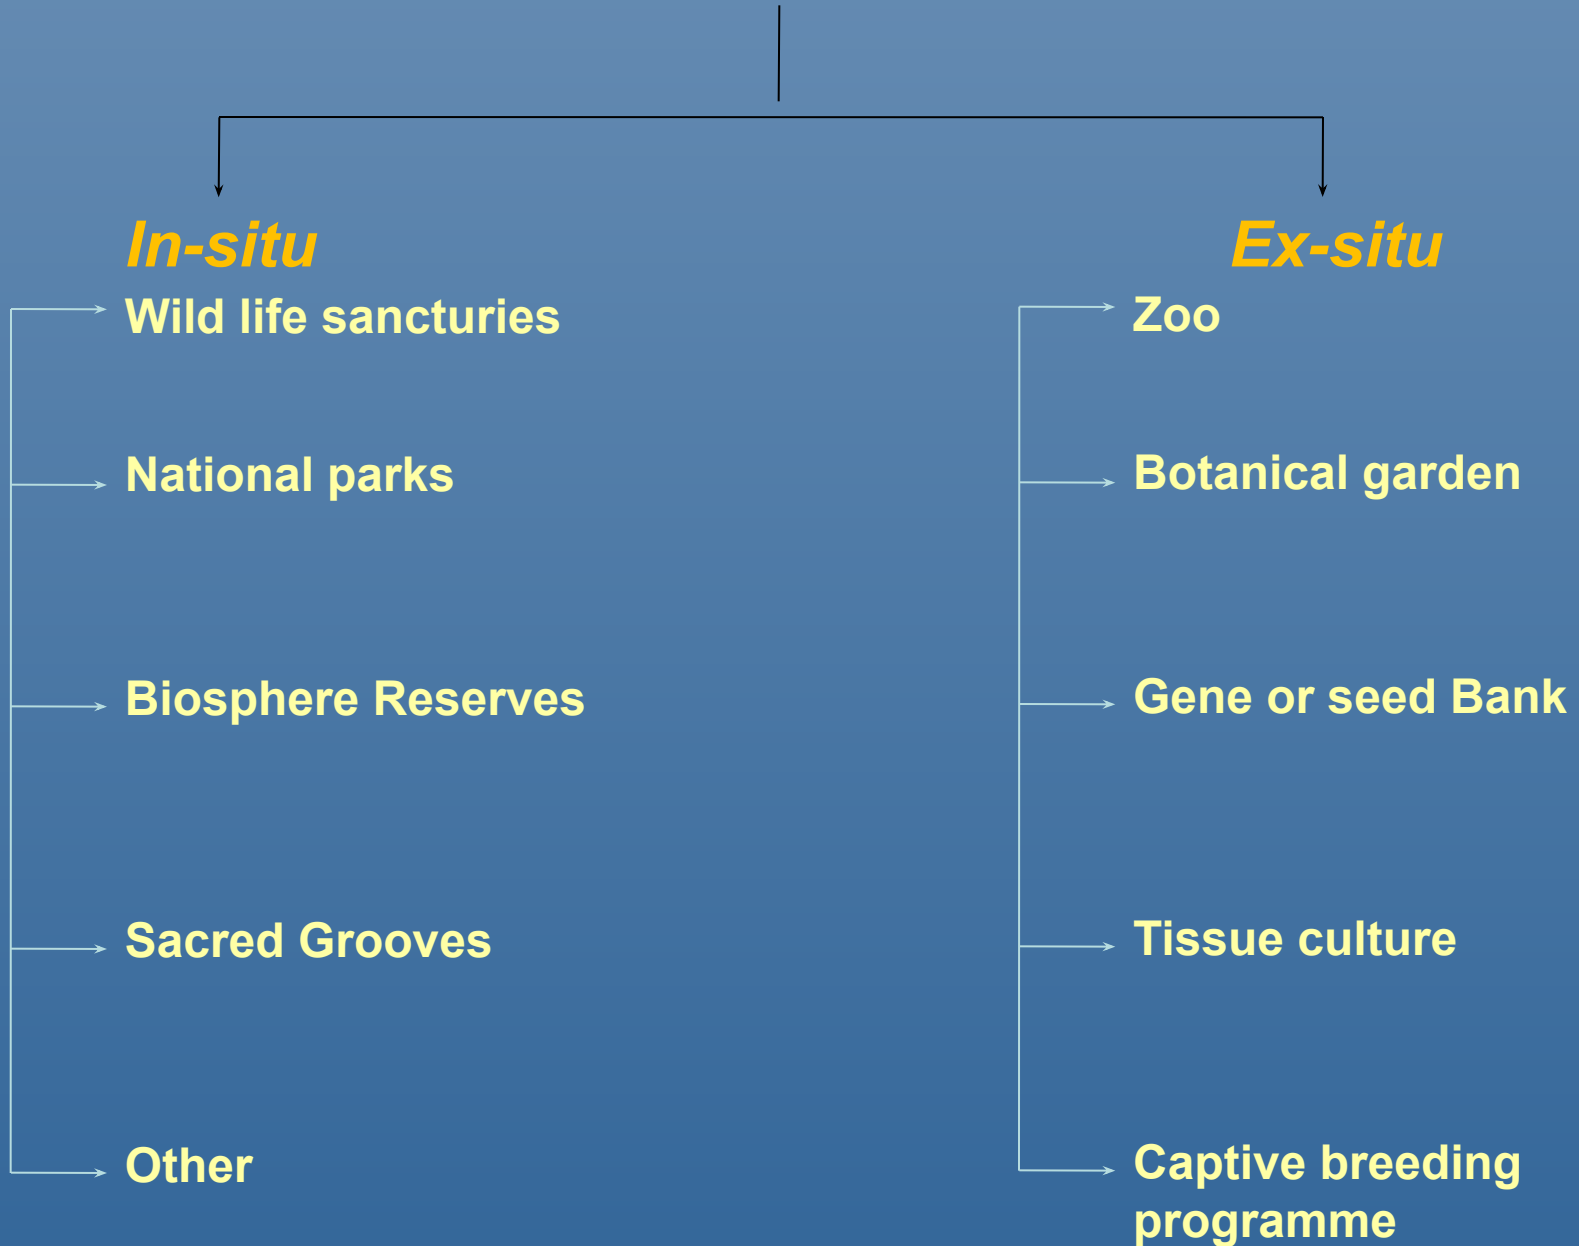 In-situ
Wild life sancturies
National parks
Biosphere Reserves
Sacred Grooves
Other
Ex-situ
Zoo
Botanical garden
Gene or seed Bank
Tissue culture
Captive breeding
programme